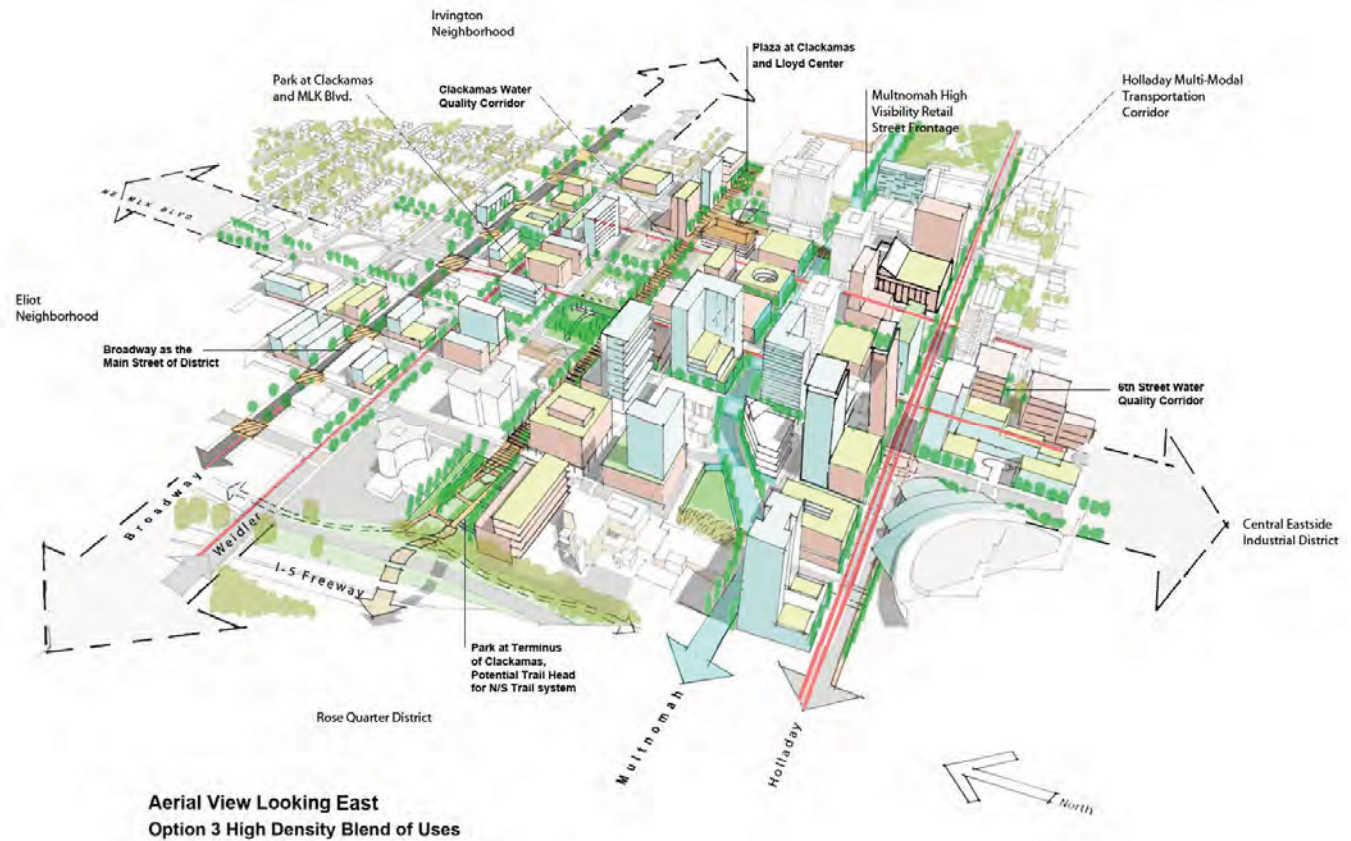 Irvington
Neighborhood
Plaza at Clackamas
and Lloyd Center
Park at Clackamas
and MLK Blvd.
Clackamas Water
Quality Corridor
Multnomah High
Visibility Retail
Street Frontage
Holladay Multi-Modal
Transportation
Corridor
NE MLK BLVD
Eliot
Neighborhood
Broadway as the
Main Street of District
6th Street Water
Quality Corridor
Broadway
Weidler
I-5 Freeway
Central Eastside
Industrial District
Park at Terminus
of Clackamas,
Potential Trail Head
for N/S Trail system
Rose Quarter District
Multnomah
Holladay
North
Aerial View Looking East
Option 3 High Density Blend of Uses